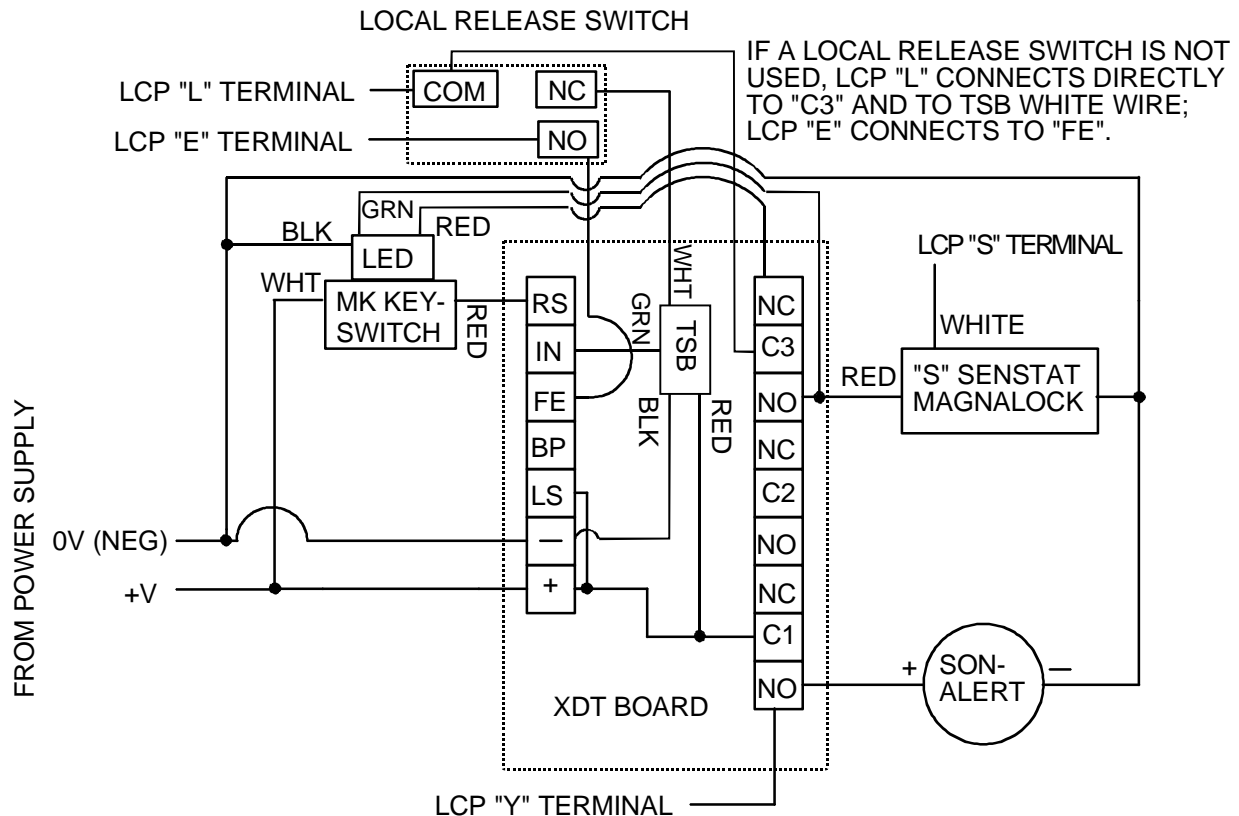 LOCAL RELEASE SWITCH
IF A LOCAL RELEASE SWITCH IS NOT
USED, LCP "L" CONNECTS DIRECTLY
TO "C3" AND TO TSB WHITE WIRE;
LCP "E" CONNECTS TO "FE".
LCP "L" TERMINAL
COM
NC
LCP "E" TERMINAL
NO
GRN
RED
BLK
LED
WHT
MK KEY-
SWITCH
RED
LCP "S" TERMINAL
WHITE
RED
"S" SENSTAT
MAGNALOCK
RS
IN
FE
BP
LS
—
+
WHT
GRN
TSB
BLK
RED
NC
C3
NO
NC
C2
NO
NC
C1
NO
FROM POWER SUPPLY
0V (NEG)
+V
+
SON-
ALERT
—
XDT BOARD
LCP "Y" TERMINAL